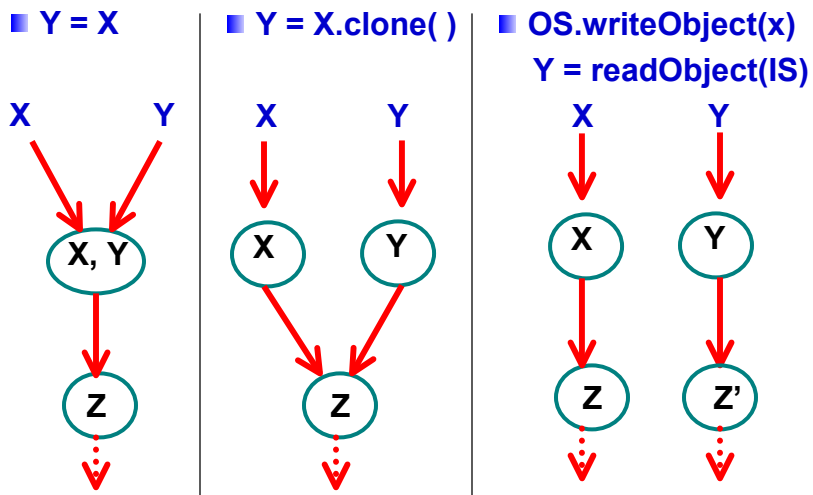 Y = X
X Y
X, Y
Z
Y = X.clone( )
X Y
X Y
Z
OS.writeObject(x)
Y = readObject(IS)
X Y
X Y
Z Z’